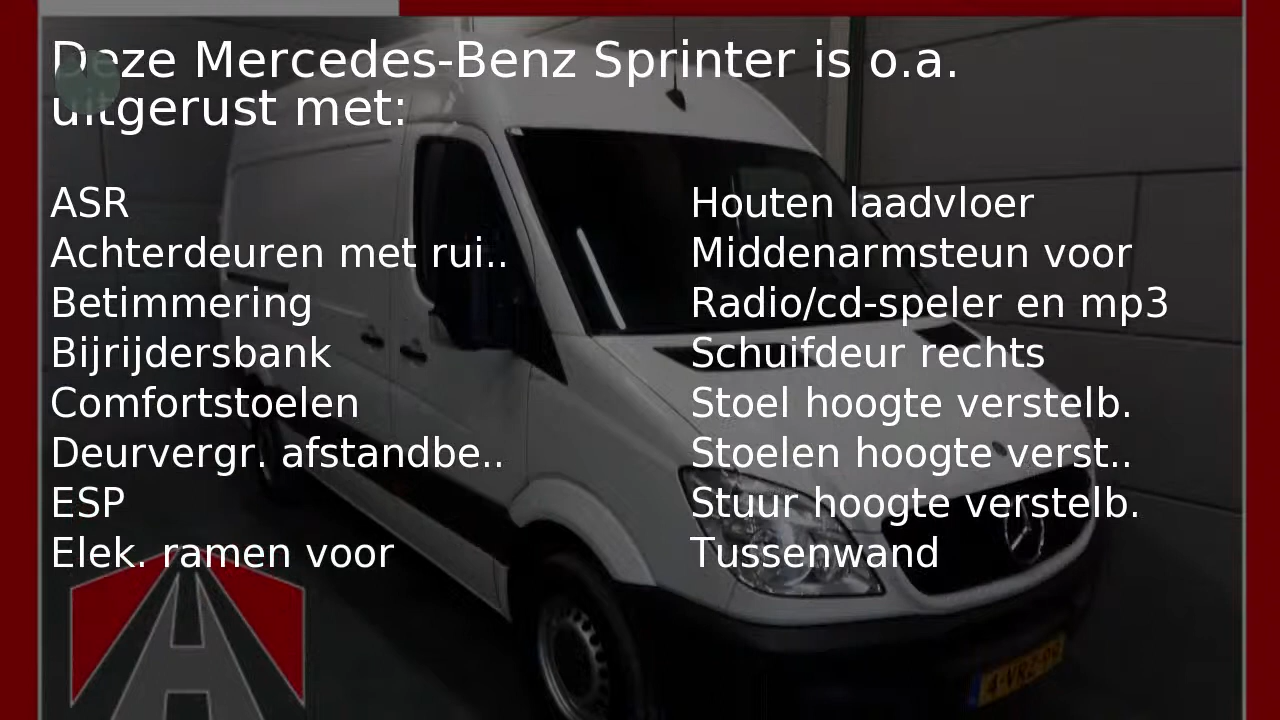 Deze Mercedes-Benz Sprinter is o.a.
uitgerust met:
ASR
Achterdeuren met rui..
Betimmering
Bijrijdersbank
Comfortstoelen
Deurvergr. afstandbe..
ESP
Elek. ramen voor
Houten laadvloer
Middenarmsteun voor
Radio/cd-speler en mp3
Schuifdeur rechts
Stoel hoogte verstelb.
Stoelen hoogte verst..
Stuur hoogte verstelb.
Tussenwand